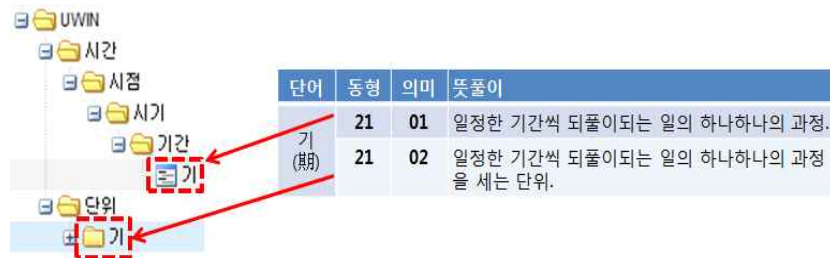 UWIN
시간
시점
시기
기간
기
단위
기
단어 동형 의미 뜻풀이
기
(期)
21 01 일정한 기간씩 되풀이되는 일의 하나하나의 과정.
21 02 일정한 기간씩 되풀이되는 일의 하나하나의 과정
을 세는 단위.